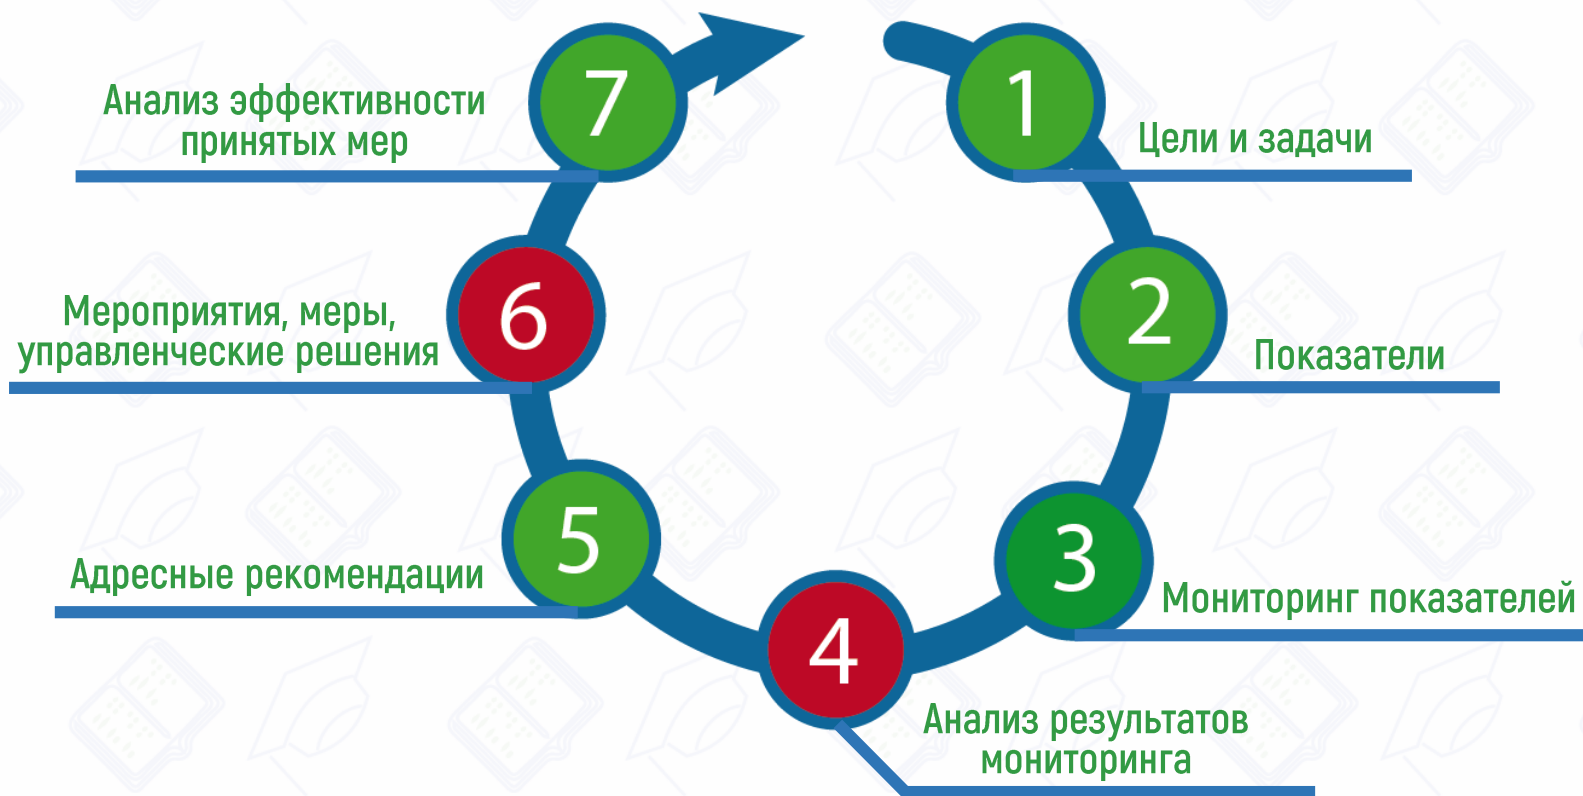 1
Цели и задачи
2
Показатели
3
Мониторинг показателей
4
Анализ результатов
мониторинга
5
Адресные рекомендации
6
Мероприятия, меры,
управленческие решения
7
Анализ эффективности
принятых мер